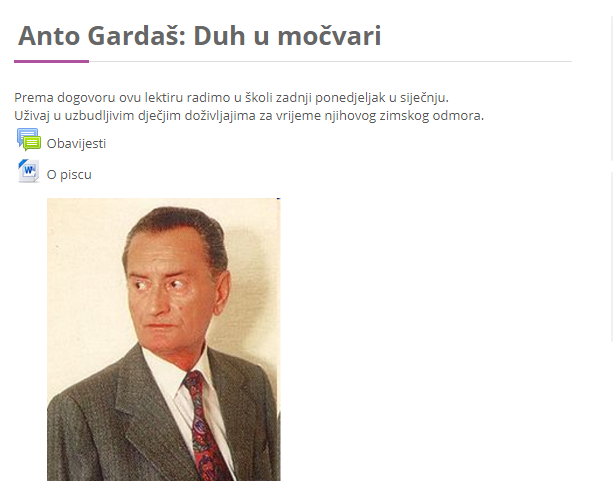 Anto Gardaš: Duh u močvari
Prema dogovoru ovu lektiru radimo u školi zadnji ponedjeljak u siječnju.
Uživaj u uzbudljivim dječjim doživljajima za vrijeme njihovog zimskog odmora.
Obavijesti
W O piscu